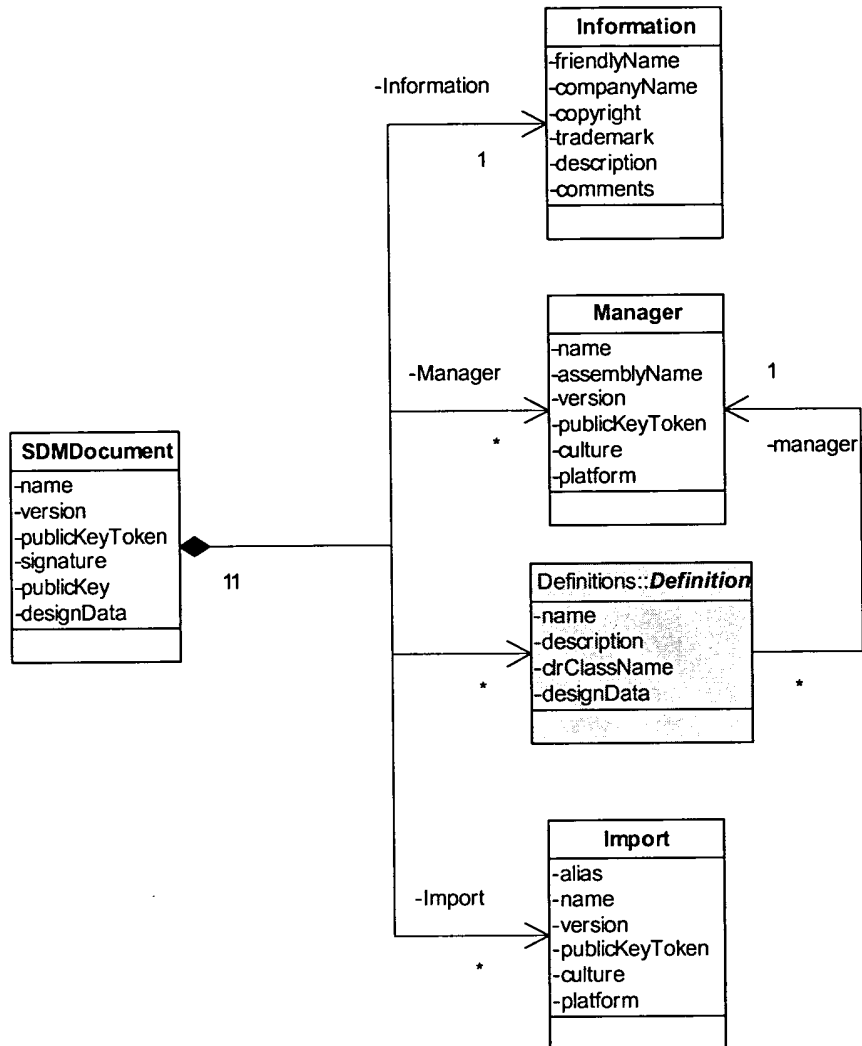 Information
-friendlyName
-companyName
-copyright
-trademark
-description
-comments
-Information
1
Manager
-name
-assemblyName
-version
-publicKeyToken
-culture
-platform
-Manager
*
1
-manager
SDMDocument
-name
-version
-publicKeyToken
-signature
-publicKey
-designData
11
Definitions::Definition
-name
-description
-clrClassName
-designData
*
*
Import
-alias
-name
-version
-publicKeyToken
-culture
-platform
-Import
*